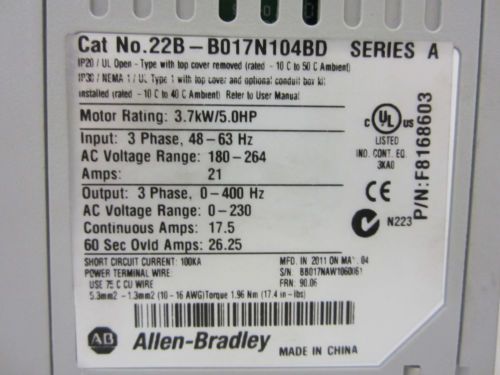 Cat No.22B-B017N104BD SERIES A
IP20 / UL Open - Type with top cover removed (rated -10 C to 50 C Ambient)
IP30 / NEMA 1 / UL Type 1 with top cover and optional conduit box kit
installed (rated -10 C to 40 C Ambient) Refer to User Manual
Motor Rating: 3.7kW/5.0HP
Input: 3 Phase, 48-63 Hz
AC Voltage Range: 180-264
Amps: 21
Output: 3 Phase, 0-400 Hz
AC Voltage Range: 0-230
Continuous Amps: 17.5
60 Sec Ovld Amps: 26.25
SHORT CIRCUIT CURRENT: 100KA
POWER TERMINAL WIRE:
USE 75 C CU WIRE
5.3mm2 - 1.3mm2 (10-16 AWG)Torque 1.96 Nm (17.4 in-lbs)
MFD. IN 2011 ON 04
S/N:
FRN: 90.06
C UL US
LISTED
IND. CONT. EQ.
3KA0
CE
N223
P/N:F8168603
AB Allen-Bradley
MADE IN CHINA